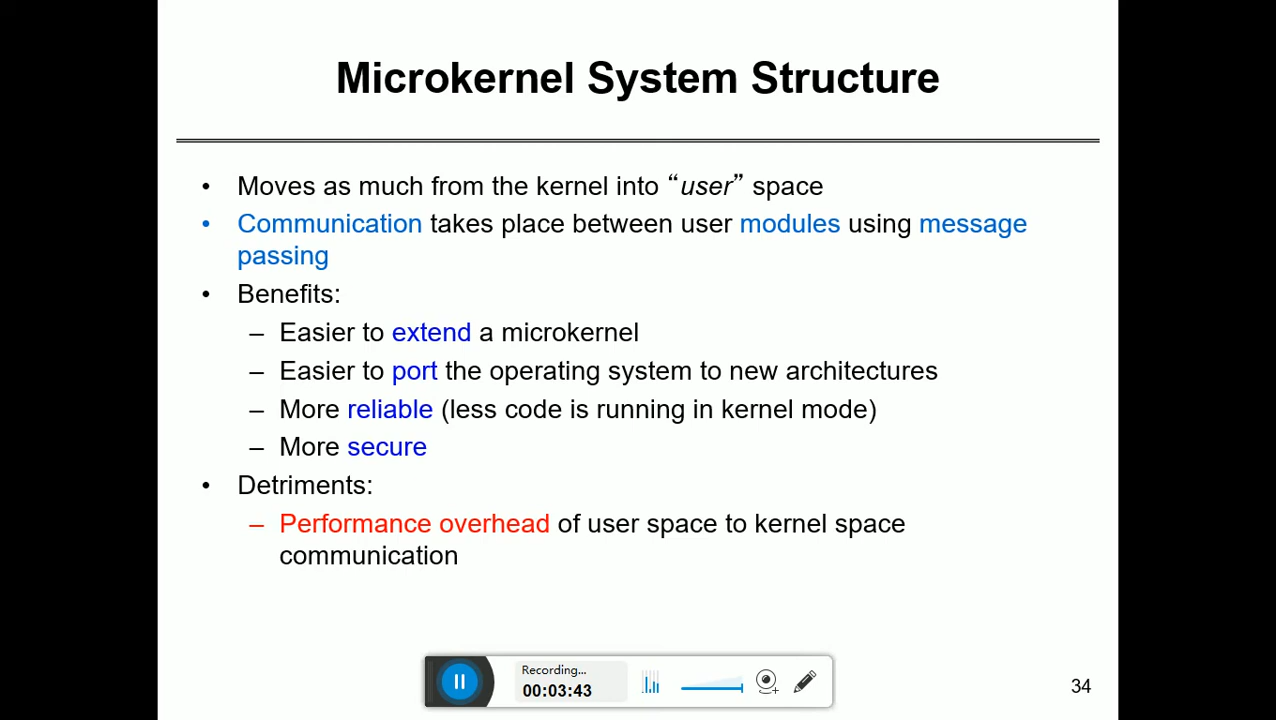 Microkernel System Structure
• Moves as much from the kernel into “user” space
• Communication takes place between user modules using message
passing
• Benefits:
– Easier to extend a microkernel
– Easier to port the operating system to new architectures
– More reliable (less code is running in kernel mode)
– More secure
• Detriments:
– Performance overhead of user space to kernel space
communication
Recording...
00:03:43
34